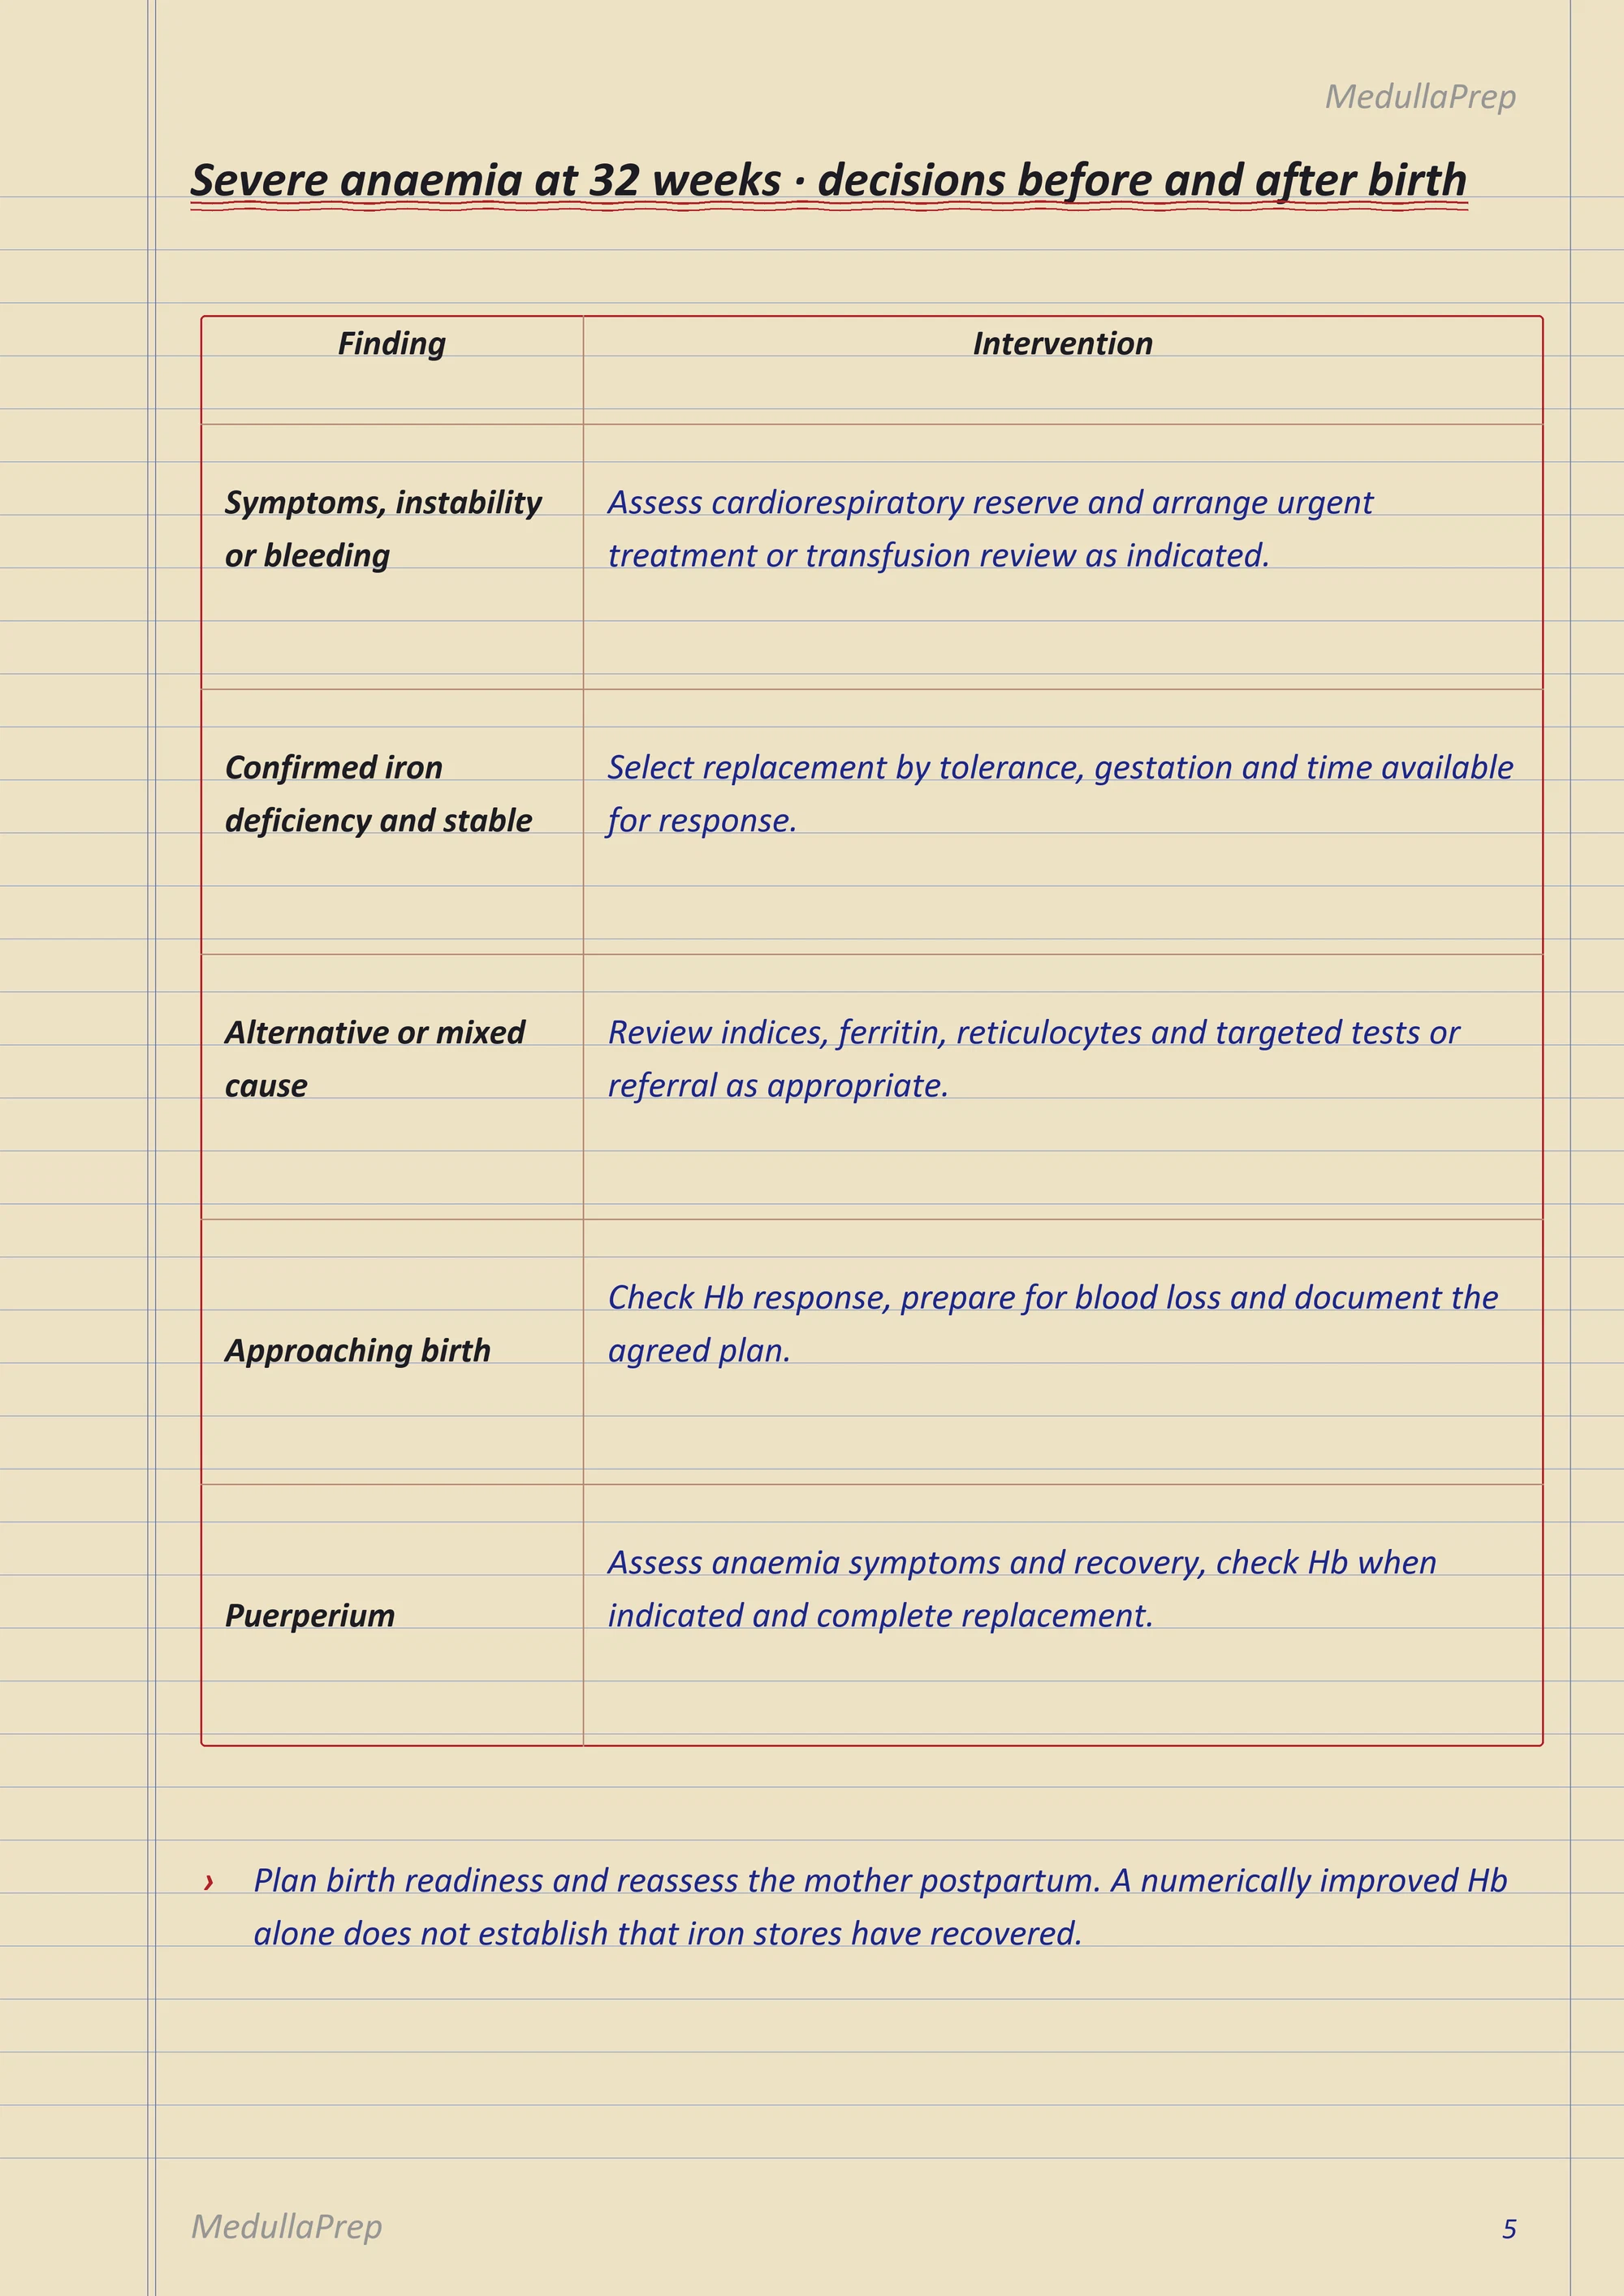 MedullaPrep
Severe anaemia at 32 weeks · decisions before and after birth
Finding
Intervention
Symptoms, instability
or bleeding
Assess cardiorespiratory reserve and arrange urgent
treatment or transfusion review as indicated.
Confirmed iron
deficiency and stable
Select replacement by tolerance, gestation and time available
for response.
Alternative or mixed
cause
Review indices, ferritin, reticulocytes and targeted tests or
referral as appropriate.
Approaching birth
Check Hb response, prepare for blood loss and document the
agreed plan.
Puerperium
Assess anaemia symptoms and recovery, check Hb when
indicated and complete replacement.
› Plan birth readiness and reassess the mother postpartum. A numerically improved Hb
alone does not establish that iron stores have recovered.
MedullaPrep
5